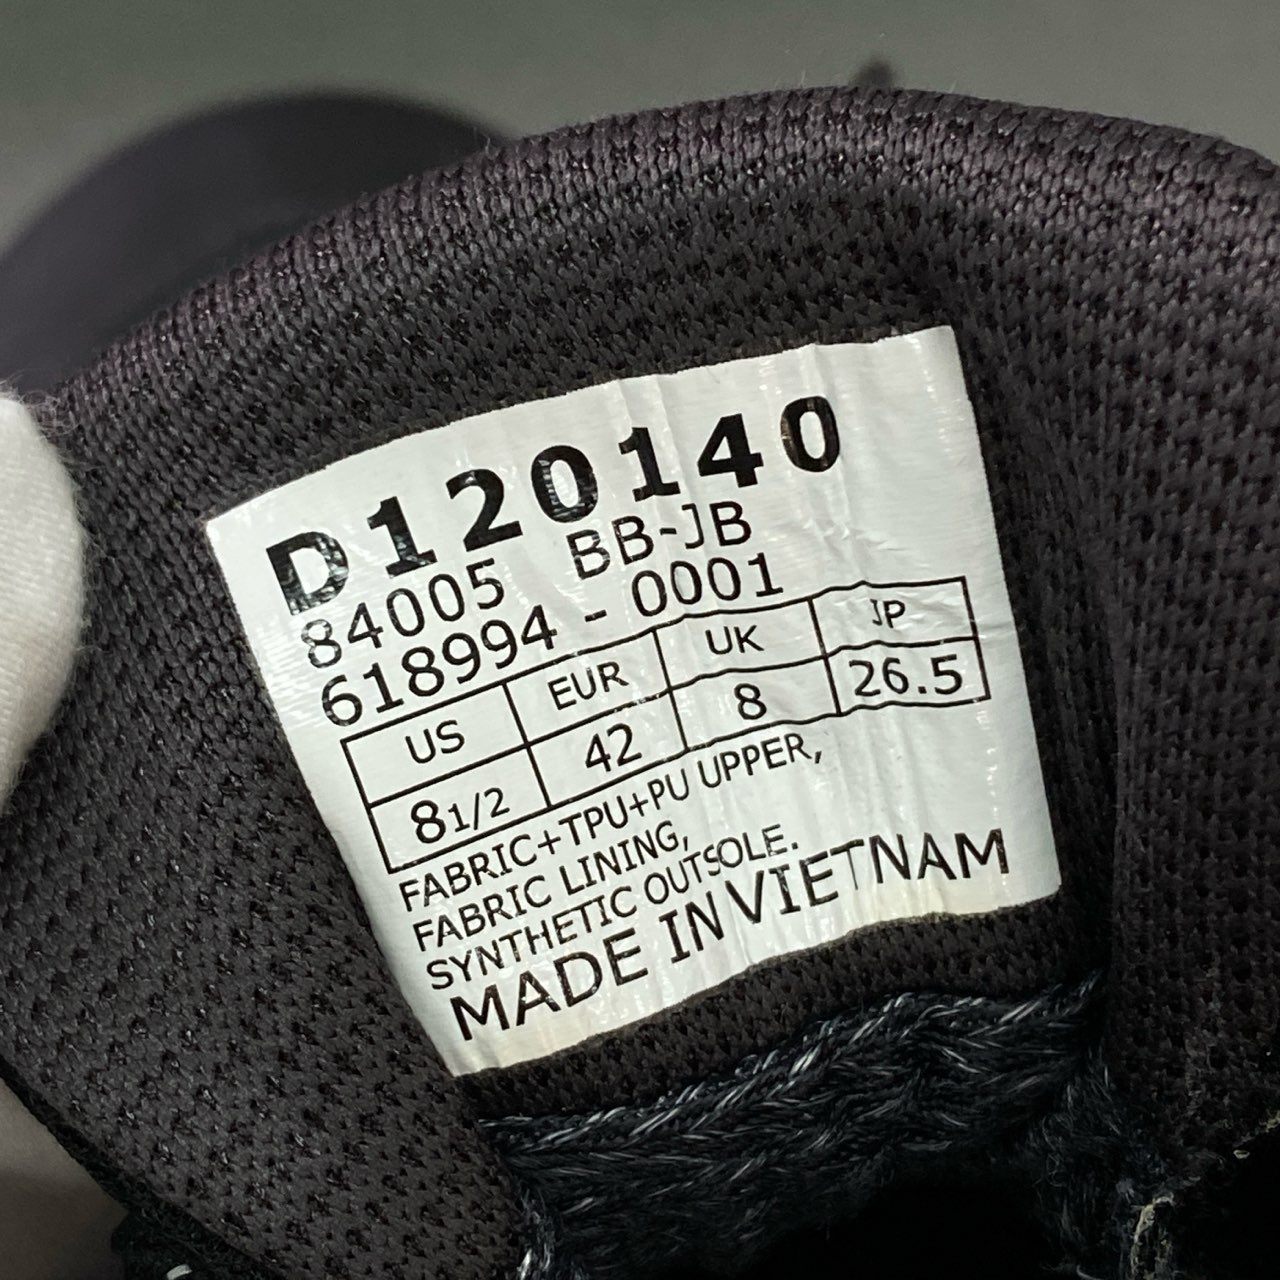 D120140
84005 BB-JB
618994-0001
US EUR UK JP
8 1/2 42 8 26.5
FABRIC+TPU+PU UPPER,
FABRIC LINING,
SYNTHETIC OUTSOLE.
MADE IN VIETNAM